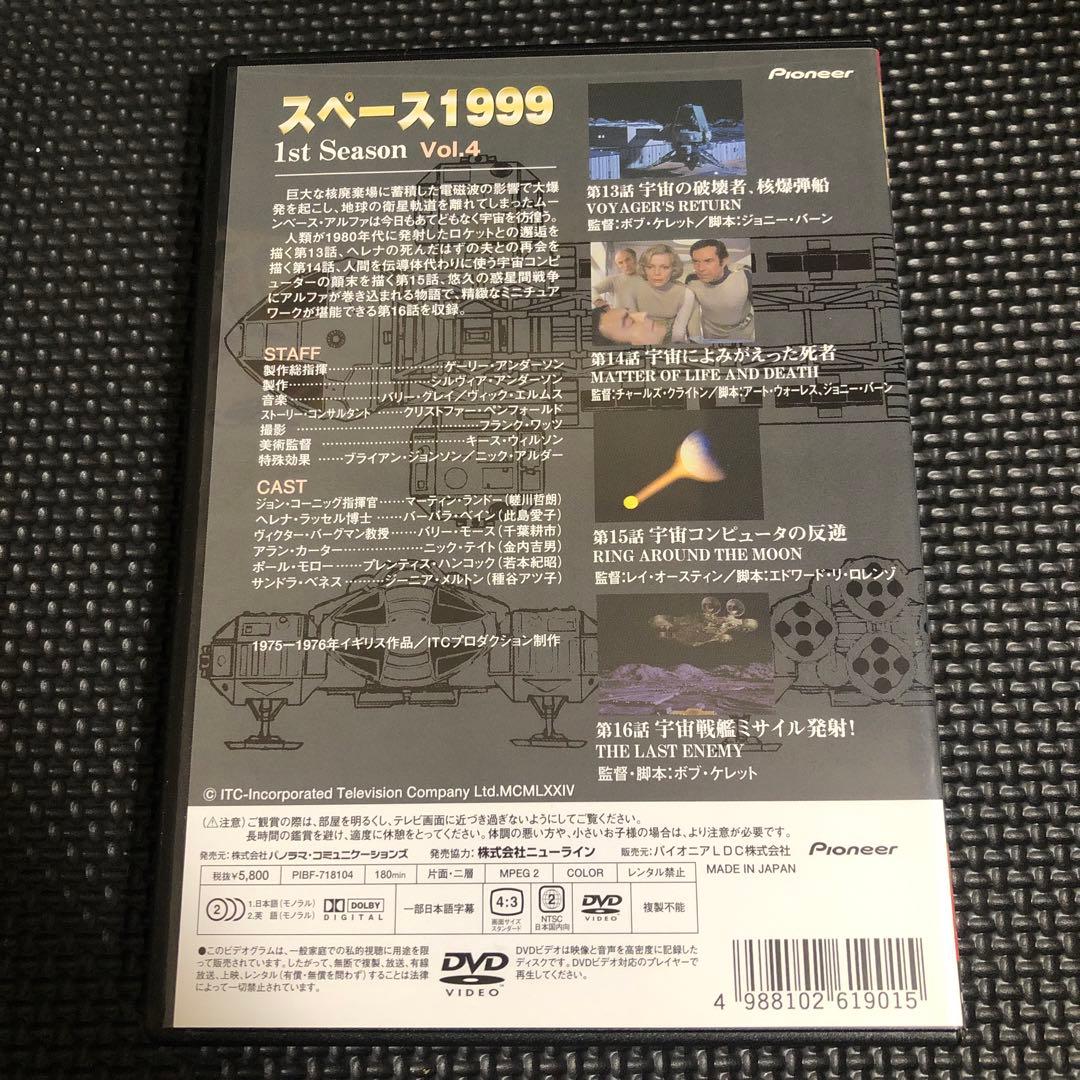 Pioneer
スペース1999
1st Season Vol.4
巨大な核廃棄場に蓄積した電磁波の影響で大爆
発を起こし、地球の衛星軌道を離れてしまったムー
ンベース・アルファは今日もあてどもなく宇宙を彷徨う。
人類が1980年代に発射したロケットとの邂逅を
描く第13話、ヘレナの死んだはずの夫との再会を
描く第14話、人間を伝導体代わりに使う宇宙コンピ
ューターの顛末を描く第15話、悠久の惑星間戦争
にアルファが巻き込まれる物語で、精緻なミニチュア
ワークが堪能できる第16話を収録。
STAFF
製作総指揮……ゲーリー・アンダーソン
製作……シルヴィア・アンダーソン
音楽……バリー・グレイ／ヴィック・エルムス
ストーリー・コンサルタント……クリストファー・ペンフォールド
撮影……フランク・ワッツ
美術監督……キース・ウィルソン
特殊効果……ブライアン・ジョンソン／ニック・アルダー
CAST
ジョン・コーニッグ指揮官……マーティン・ランドー（瑳川哲朗）
ヘレナ・ラッセル博士……バーバラ・ベイン（此島愛子）
ヴィクター・バーグマン教授……バリー・モース（千葉耕市）
アラン・カーター……ニック・テイト（金内吉男）
ポール・モロー……プレンティス・ハンコック（若本紀昭）
サンドラ・ベネス……ジーニア・メルトン（種谷アツ子）
1975ー1976年イギリス作品／ITCプロダクション制作
第13話 宇宙の破壊者、核爆弾船
VOYAGER'S RETURN
監督：ボブ・ケレット／脚本：ジョニー・バーン
第14話 宇宙によみがえった死者
MATTER OF LIFE AND DEATH
監督：チャールズ・クライトン／脚本：アート・ウォーレス、ジョニー・バーン
第15話 宇宙コンピュータの反逆
RING AROUND THE MOON
監督：レイ・オースティン／脚本：エドワード・リ・ロレンゾ
第16話 宇宙戦艦ミサイル発射！
THE LAST ENEMY
監督・脚本：ボブ・ケレット
© ITC-Incorporated Television Company Ltd.MCMLXXIV
（⚠注意）ご観賞の際は、部屋を明るくし、テレビ画面に近づき過ぎないようにしてご覧ください。
長時間の鑑賞を避け、適度に休憩をとってください。体調の悪い方や、小さいお子様の場合は、より注意が必要です。
発売元：株式会社パノラマ・コミュニケーションズ 発売協力：株式会社ニューライン 販売元：パイオニアLDC株式会社 Pioneer
税抜￥5,800 PIBF-718104 180min 片面・二層 MPEG 2 COLOR レンタル禁止 MADE IN JAPAN
2 1.日本語（モノラル）
2.英 語（モノラル）
DOLBY
DIGITAL
一部日本語字幕
4:3
画面サイズ
スタンダード
2
NTSC
日本国内向
DVD
VIDEO
複製不能
●このビデオグラムは、一般家庭での私的視聴に用途を限
って販売されています。したがって、無断で複製、放送、有線
放送、上映、レンタル（有償・無償を問わず）することは法律
によって一切禁止されています。
DVD
VIDEO
DVDビデオは映像と音声を高密度に記録した
ディスクです。DVDビデオ対応のプレイヤーで
再生してください。
4 988102 619015